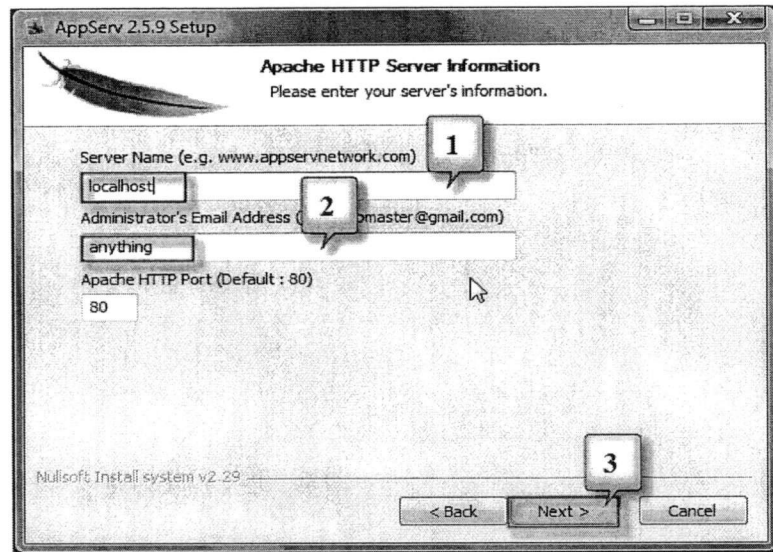 AppServ 2.5.9 Setup
Apache HTTP Server Information
Please enter your server's information.
1
Server Name (e.g. www.appservnetwork.com)
localhost
2
Administrator's Email Address ( omaster@gmail.com)
anything
Apache HTTP Port (Default : 80)
80
3
Nullsoft Install system v2.29
< Back Next > Cancel